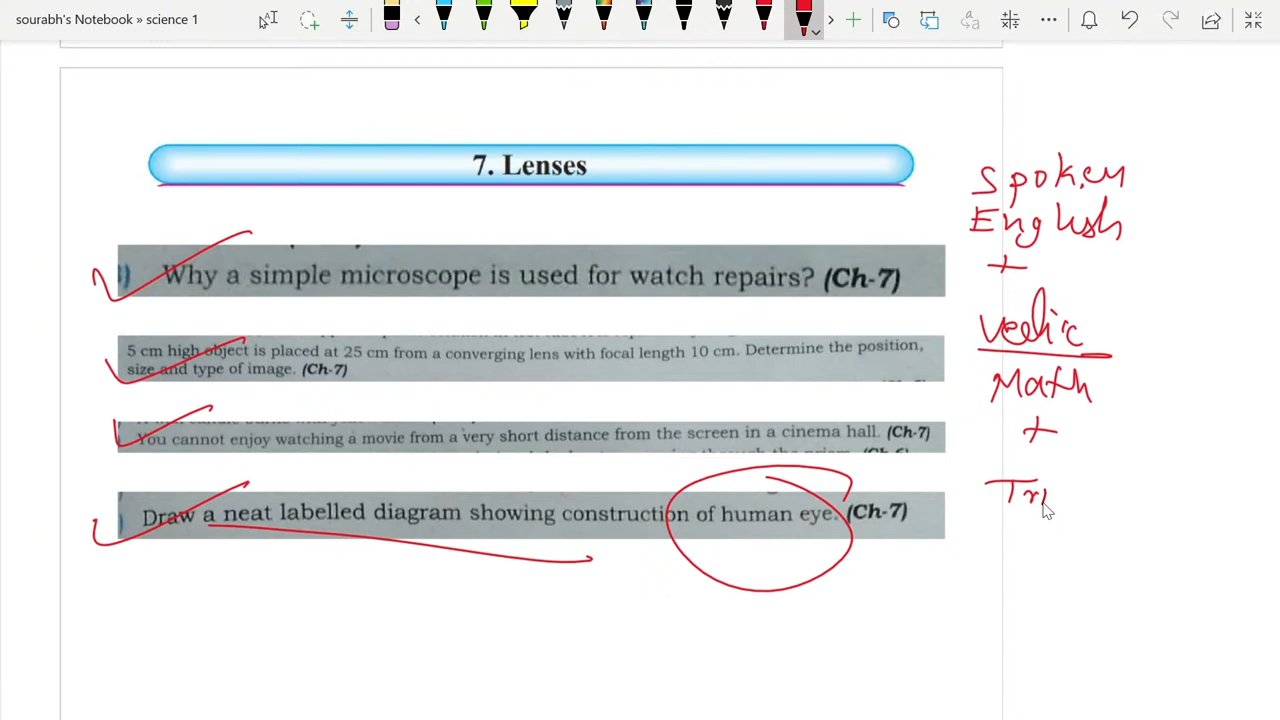 sourabh's Notebook » science 1
7. Lenses
3) Why a simple microscope is used for watch repairs? (Ch-7)
5 cm high object is placed at 25 cm from a converging lens with focal length 10 cm. Determine the position,
size and type of image. (Ch-7)
You cannot enjoy watching a movie from a very short distance from the screen in a cinema hall. (Ch-7)
) Draw a neat labelled diagram showing construction of human eye. (Ch-7)
Spoken
English
+
Vedic
Math
+
Tri